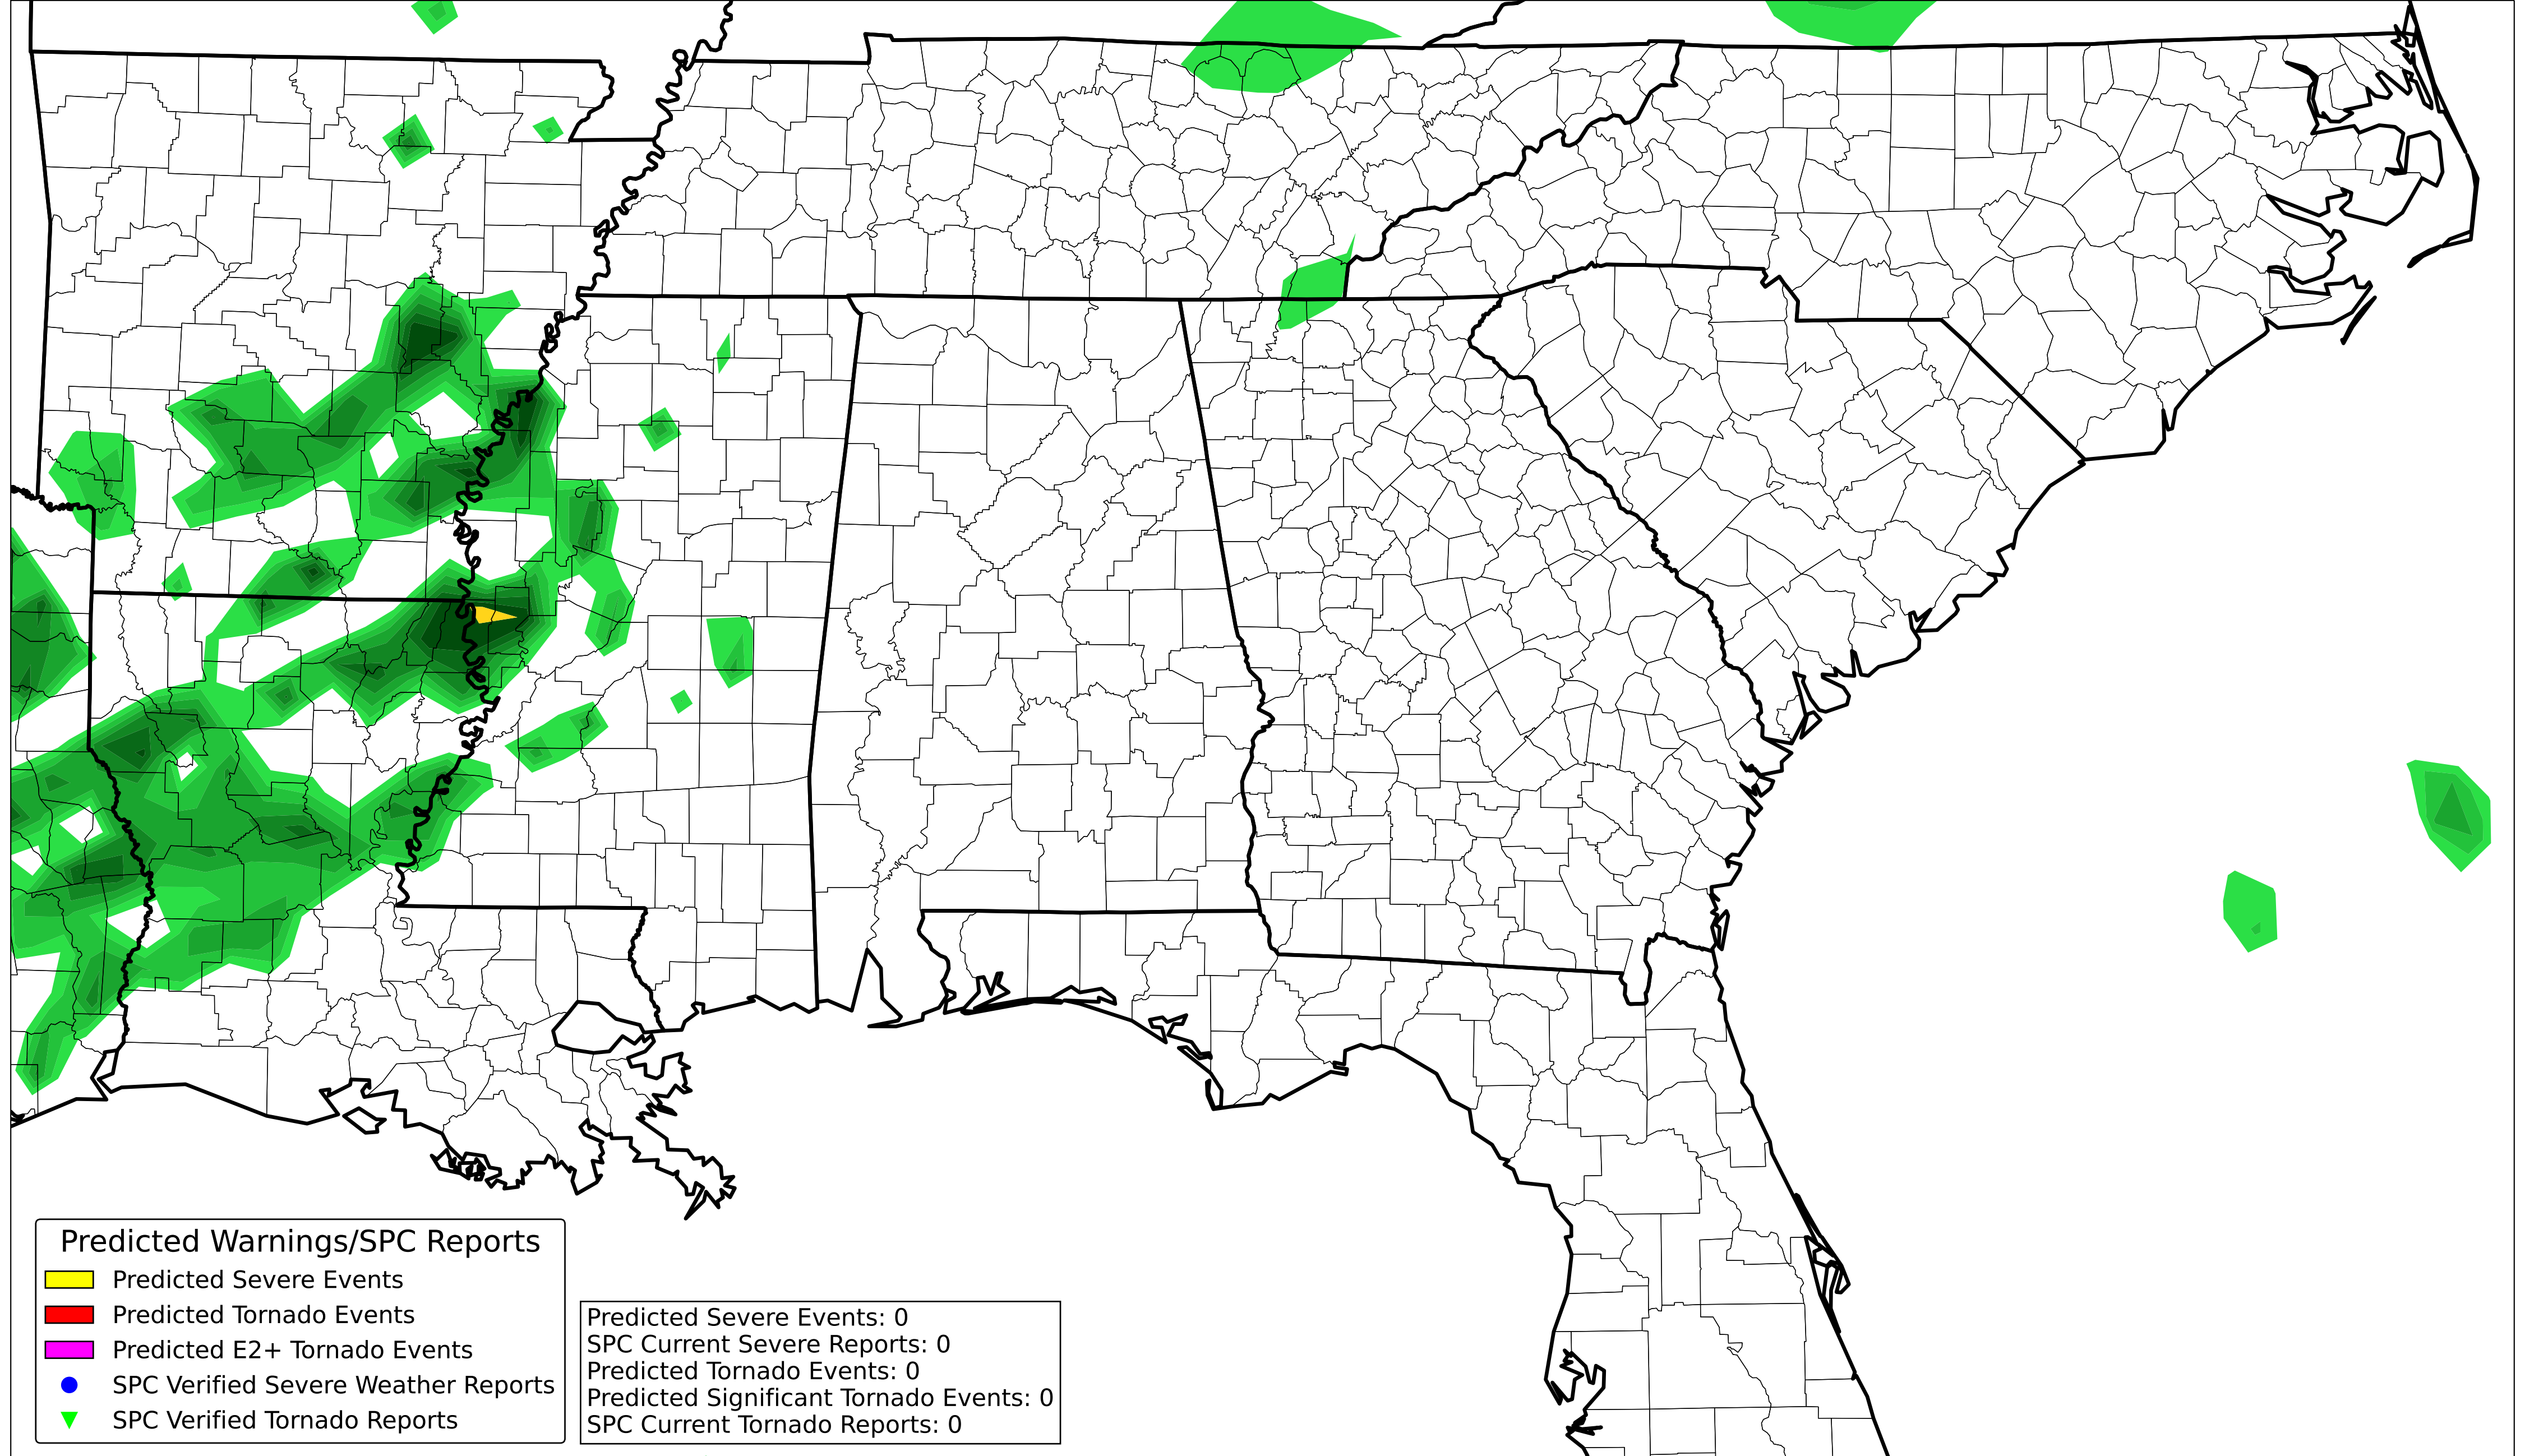 Predicted Warnings/SPC Reports
Predicted Severe Events
Predicted Tornado Events
Predicted E2+ Tornado Events
SPC Verified Severe Weather Reports
SPC Verified Tornado Reports
Predicted Severe Events: 0
SPC Current Severe Reports: 0
Predicted Tornado Events: 0
Predicted Significant Tornado Events: 0
SPC Current Tornado Reports: 0